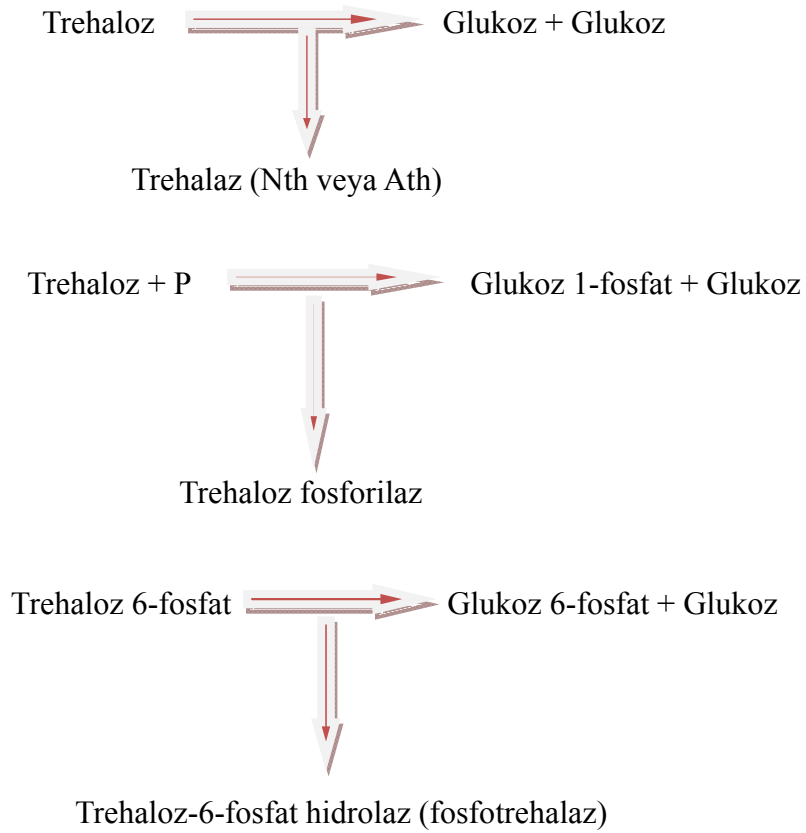 Trehaloz Glukoz + Glukoz
Trehalaz (Nth veya Ath)
Trehaloz + P Glukoz 1-fosfat + Glukoz
Trehaloz fosforilaz
Trehaloz 6-fosfat Glukoz 6-fosfat + Glukoz
Trehaloz-6-fosfat hidrolaz (fosfotrehalaz)